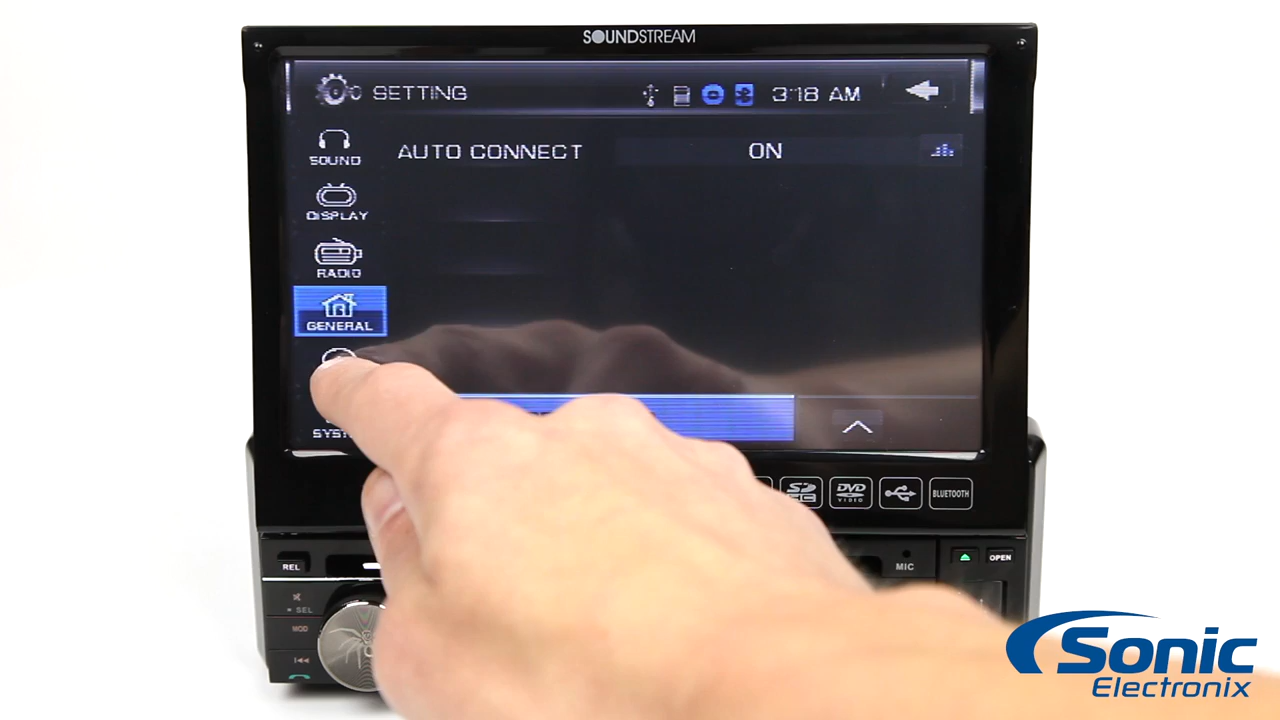 SOUNDSTREAM
SETTING
3:18 AM
SOUND
AUTO CONNECT
ON
DISPLAY
RADIO
GENERAL
DVD
VIDEO
BLUETOOTH
REL
MIC
OPEN
SEL
MOD
Sonic
Electronix